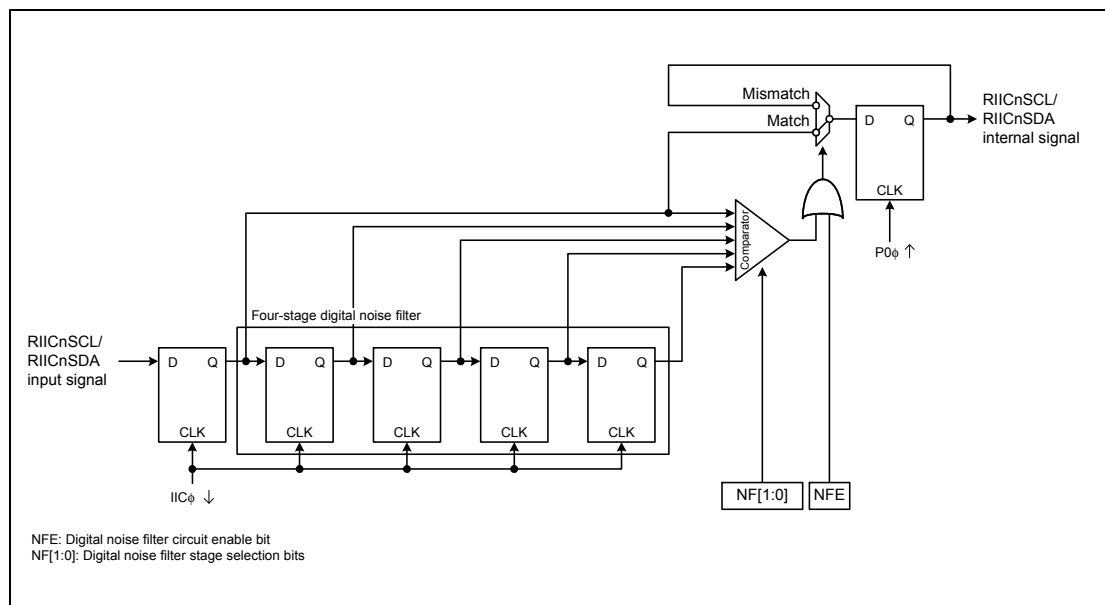 Mismatch
Match
D Q
CLK
RIICnSCL/
RIICnSDA
internal signal
P0ϕ ↑
Comparator
Four-stage digital noise filter
RIICnSCL/
RIICnSDA
input signal
D Q
CLK
D Q
CLK
D Q
CLK
D Q
CLK
D Q
CLK
IICϕ ↓
NF[1:0]
NFE
NFE: Digital noise filter circuit enable bit
NF[1:0]: Digital noise filter stage selection bits